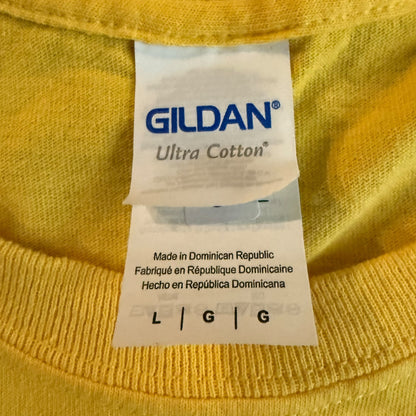 GILDAN®
Ultra Cotton®
Made in Dominican Republic
Fabriqué en République Dominicaine
Hecho en República Dominicana
L | G | G